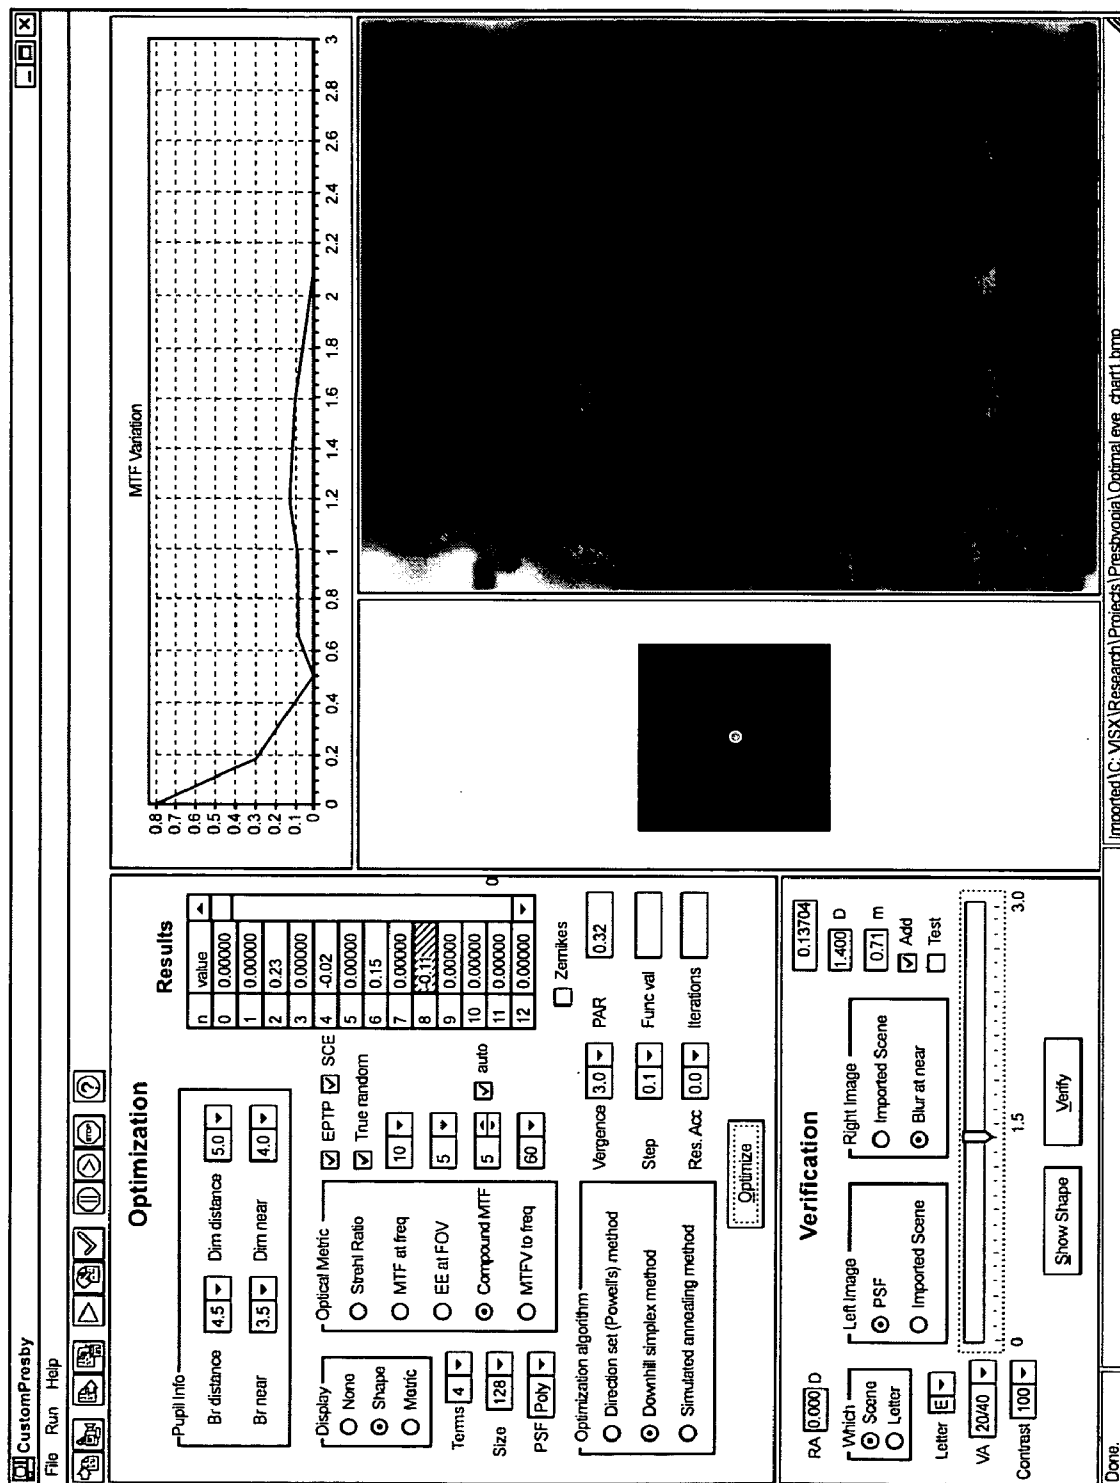 CustomPresby
File Run Help
STOP ?
Optimization
Pupil Info
Br distance 4.5 Dim distance 5.0
Br near 3.5 Dim near 4.0
Display
None
Shape
Metric
Terms 4
Size 128
PSF Poly
Optical Metric
Strehl Ratio
MTF at freq
EE at FOV
Compound MTF
MTFV to freq
EPTP SCE
True random
10
5
5 auto
60
Results
n value
0 0.00000
1 0.00000
2 0.23
3 0.00000
4 -0.02
5 0.00000
6 0.15
7 0.00000
8 -0.11
9 0.00000
10 0.00000
11 0.00000
12 0.00000
0
Zernikes
Optimization algorithm
Direction set (Powell's) method
Downhill simplex method
Simulated annealing method
Vergence 3.0 PAR 0.32
Step 0.1 Func val
Res. Acc 0.0 Iterations
Optimize
Verification
RA 0.000 D
Which
Scene
Letter
Letter E
VA 20/40
Contrast 100
Left Image
PSF
Imported Scene
Right Image
Imported Scene
Blur at near
0.13704
1.400 D
0.71 m
Add
Test
0 1.5 3.0
Show Shape Verify
MTF Variation
0.8
0.7
0.6
0.5
0.4
0.3
0.2
0.1
0
0 0.2 0.4 0.6 0.8 1 1.2 1.4 1.6 1.8 2 2.2 2.4 2.6 2.8 3
Done.
Imported \C: VISX\Research\Projects\Presbyopia\Optimal eye_chart1.bmp